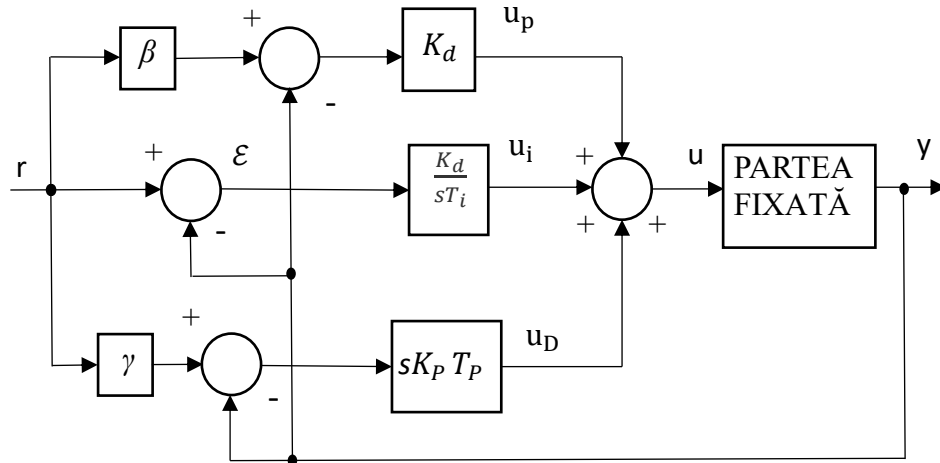 +
u_p
β
K_d
-
r
+
ε
u_i
K_d
sT_i
+
+
+
u
PARTEA
FIXATĂ
y
-
+
γ
sK_P T_P
u_D
-